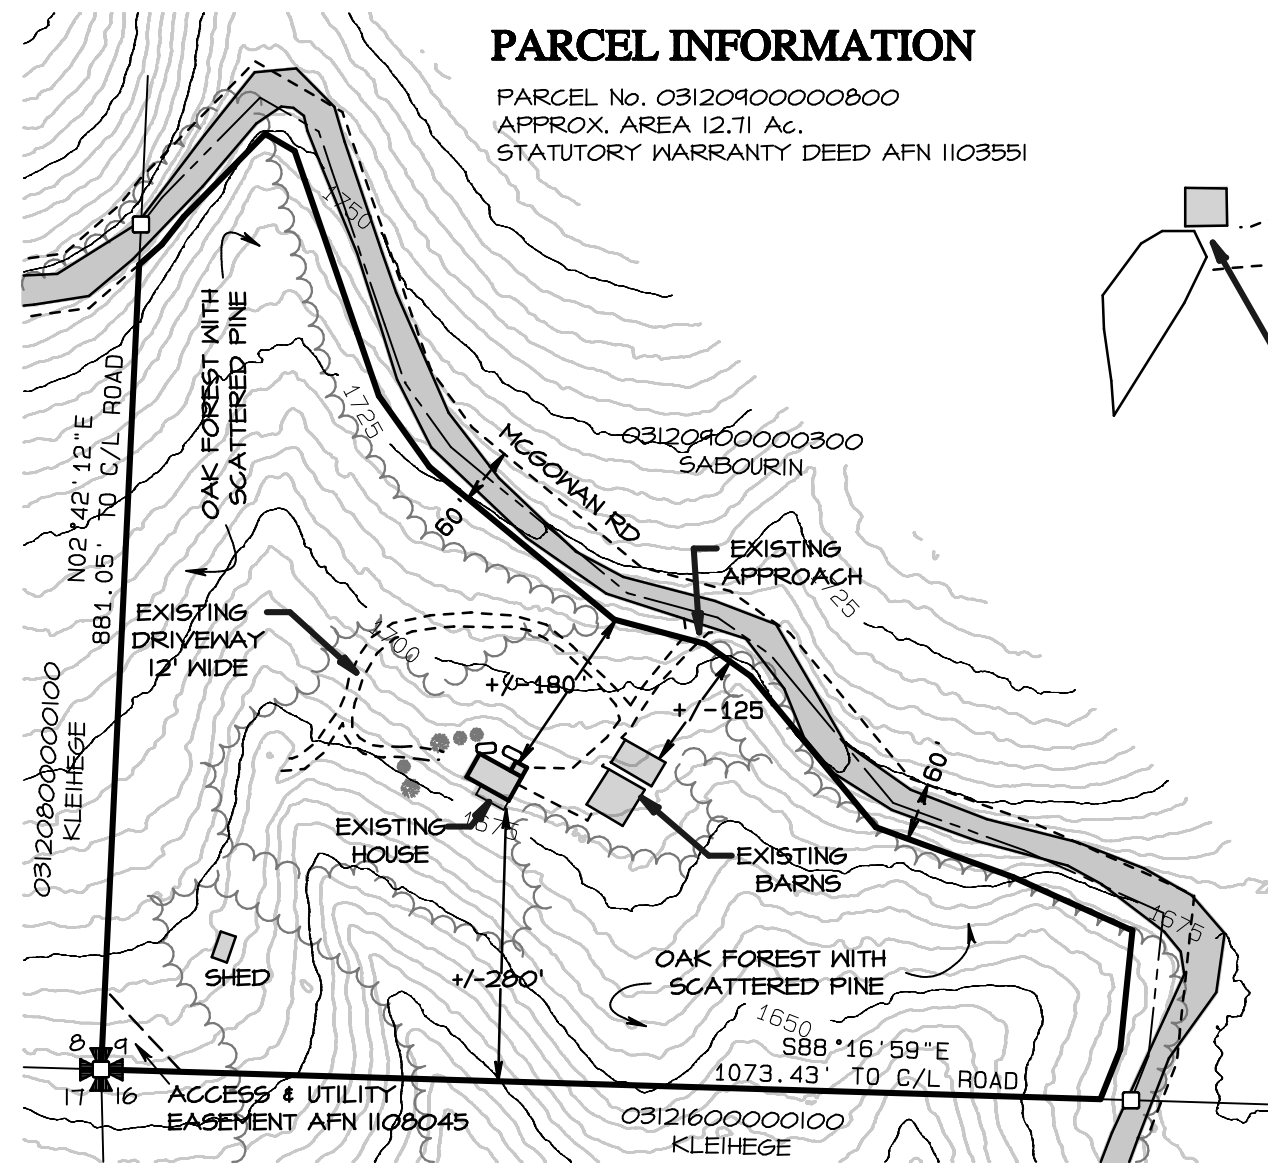 PARCEL INFORMATION
PARCEL No. 03120900000800
APPROX. AREA 12.71 Ac.
STATUTORY WARRANTY DEED AFN 1103551
1750
OAK FOREST WITH
SCATTERED PINE
1725
N02°42'12"E
881.05' TO C/L ROAD
MCGOWAN RD
60'
03120900000300
SABOURIN
EXISTING
APPROACH
1725
EXISTING
DRIVEWAY
12' WIDE
1700
+/-180'
+/-125
60'
03120800000100
KLEIHEGE
EXISTING
HOUSE
1675
EXISTING
BARNS
1675
SHED
+/-280'
OAK FOREST WITH
SCATTERED PINE
1650
S88°16'59"E
1073.43' TO C/L ROAD
8 9
17 16
ACCESS & UTILITY
EASEMENT AFN 1108045
03121600000100
KLEIHEGE